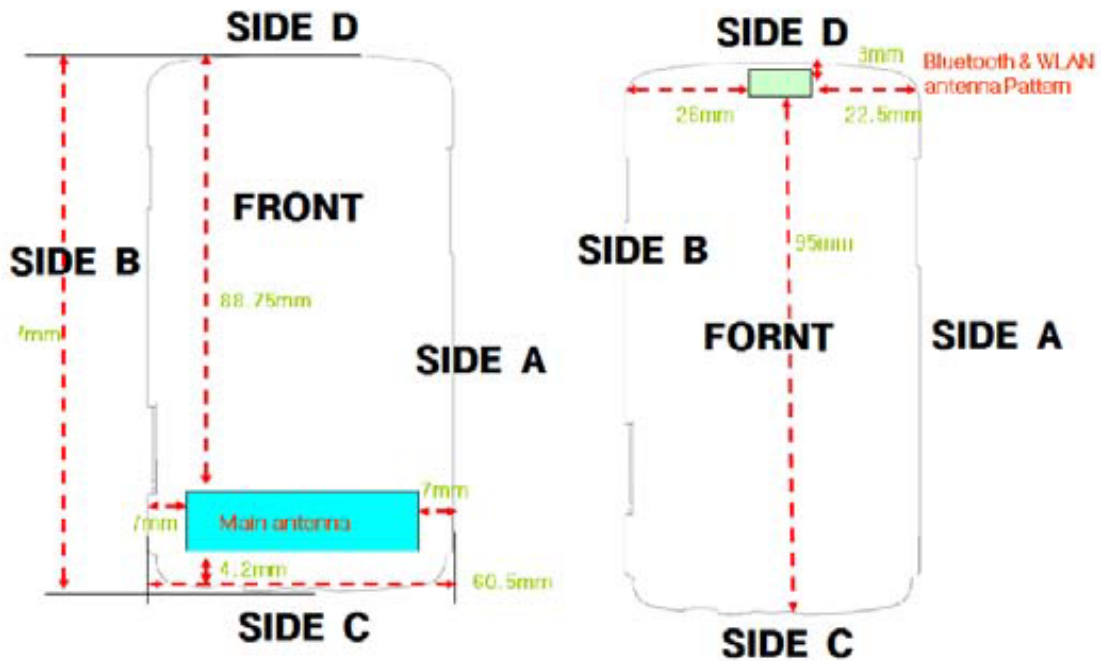 SIDE D
FRONT
SIDE B
88.75mm
SIDE A
7mm
7mm
Main antenna
4.2mm
60.5mm
SIDE C
SIDE D
Bluetooth & WLAN
antenna Pattern
26mm
22.5mm
SIDE B
95mm
FORNT
SIDE A
SIDE C